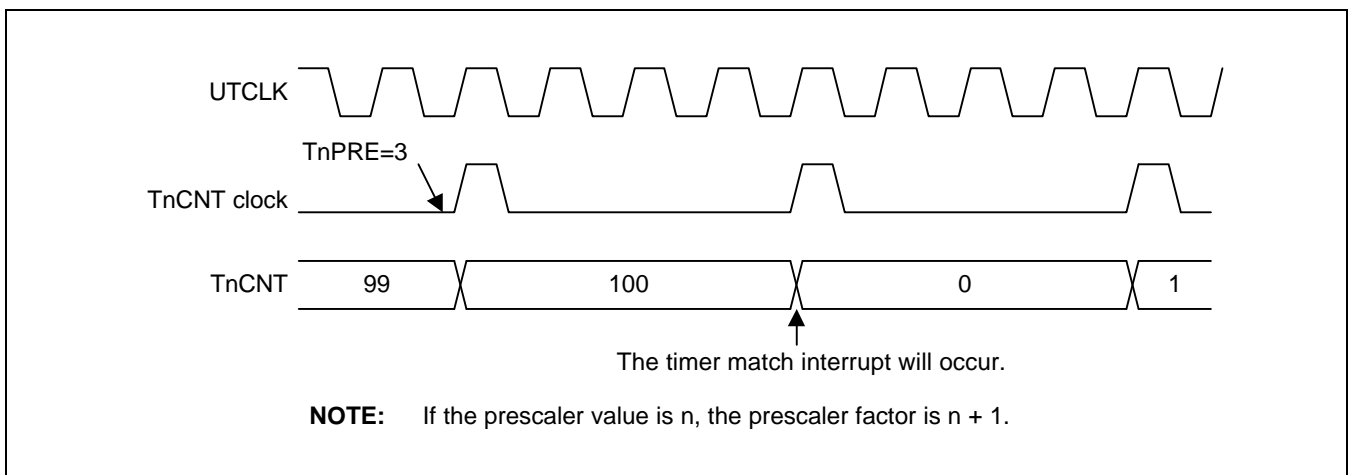 UTCLK
TnPRE=3
TnCNT clock
TnCNT 99 100 0 1
The timer match interrupt will occur.
NOTE: If the prescaler value is n, the prescaler factor is n + 1.